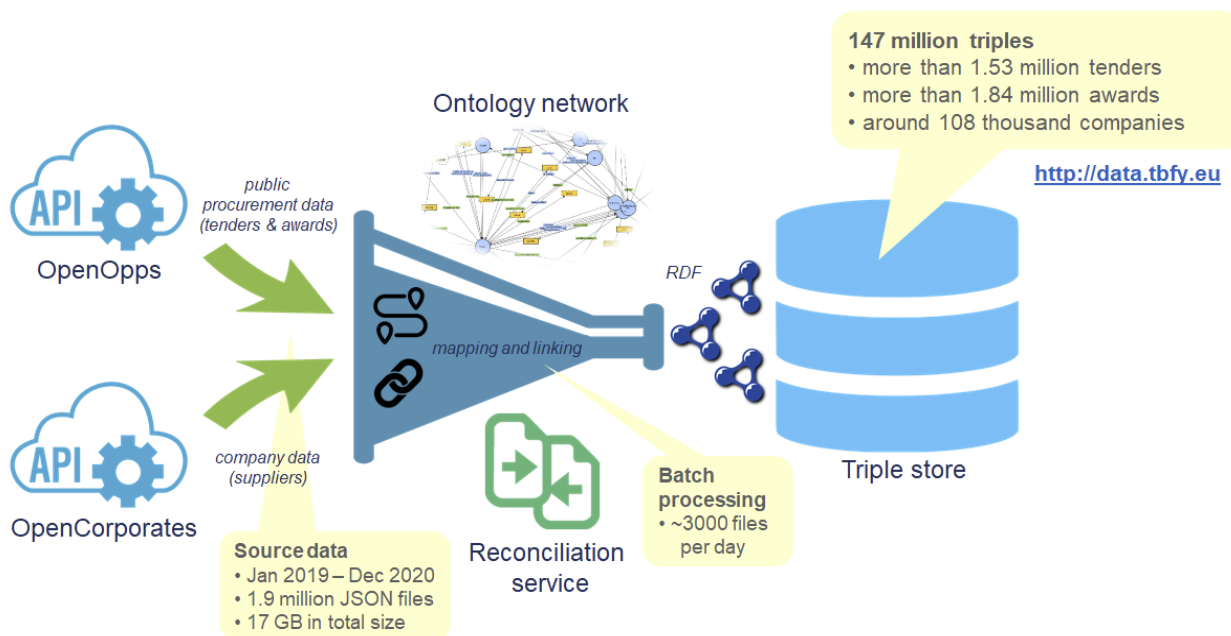 147 million triples
• more than 1.53 million tenders
• more than 1.84 million awards
• around 108 thousand companies
http://data.tbfy.eu
Ontology network
API
OpenOpps
public
procurement data
(tenders & awards)
RDF
mapping and linking
API
OpenCorporates
company data
(suppliers)
Source data
• Jan 2019 – Dec 2020
• 1.9 million JSON files
• 17 GB in total size
Reconciliation
service
Batch
processing
• ~3000 files
per day
Triple store